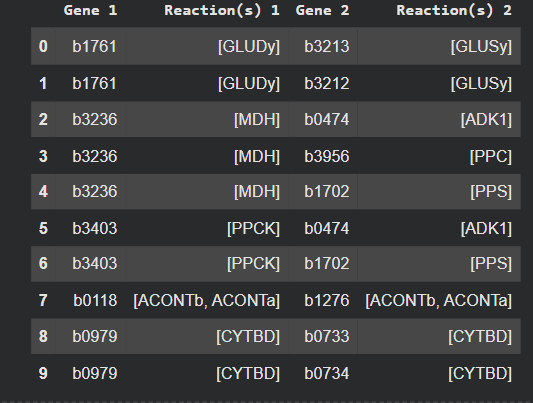 Gene 1 Reaction(s) 1 Gene 2 Reaction(s) 2
0 b1761 [GLUDy] b3213 [GLUSy]
1 b1761 [GLUDy] b3212 [GLUSy]
2 b3236 [MDH] b0474 [ADK1]
3 b3236 [MDH] b3956 [PPC]
4 b3236 [MDH] b1702 [PPS]
5 b3403 [PPCK] b0474 [ADK1]
6 b3403 [PPCK] b1702 [PPS]
7 b0118 [ACONTb, ACONTa] b1276 [ACONTb, ACONTa]
8 b0979 [CYTBD] b0733 [CYTBD]
9 b0979 [CYTBD] b0734 [CYTBD]